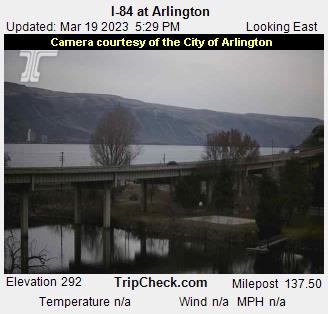 I-84 at Arlington
Updated: Mar 19 2023 5:29 PM Looking East
Camera courtesy of the City of Arlington
Elevation 292 TripCheck.com Milepost 137.50
Temperature n/a Wind n/a MPH n/a